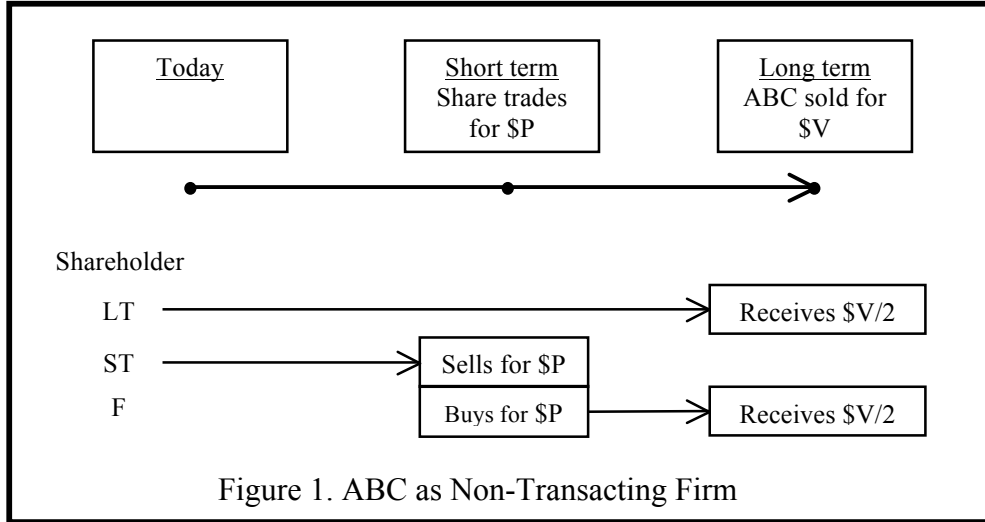 Today
Short term
Share trades
for $P
Long term
ABC sold for
$V
Shareholder
LT
Receives $V/2
ST
Sells for $P
F
Buys for $P
Receives $V/2
Figure 1. ABC as Non-Transacting Firm